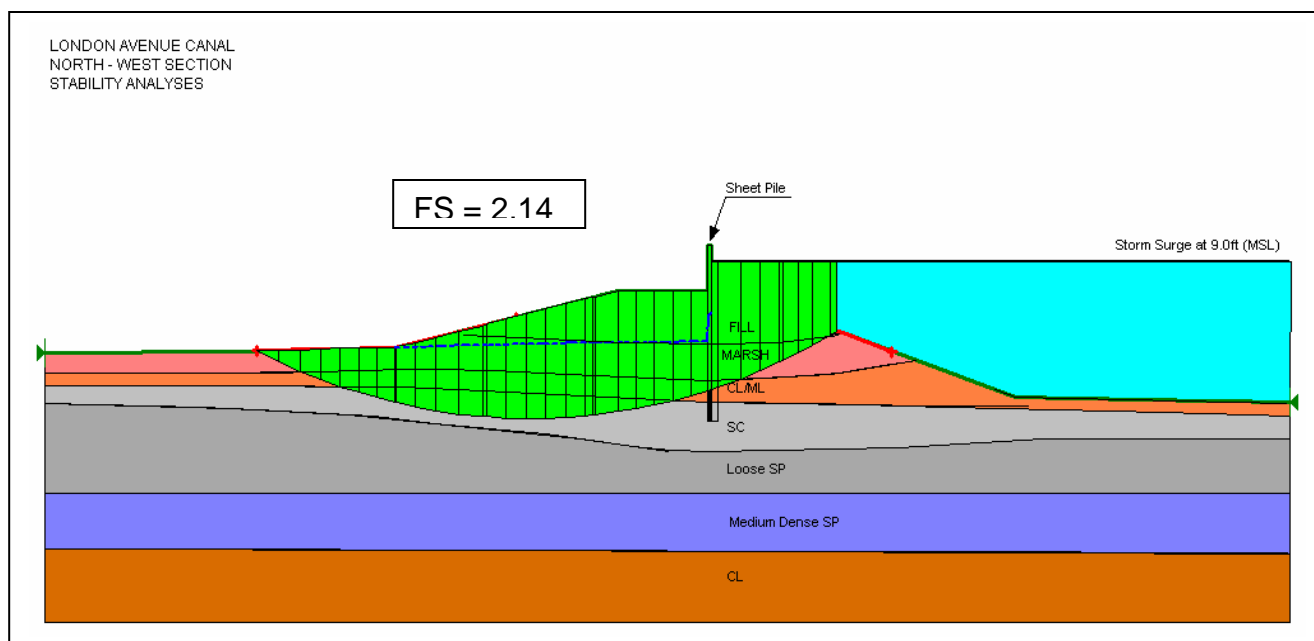 LONDON AVENUE CANAL
NORTH - WEST SECTION
STABILITY ANALYSES
Sheet Pile
FS = 2.14
Storm Surge at 9.0ft (MSL)
FILL
MARSH
CL/ML
SC
Loose SP
Medium Dense SP
CL